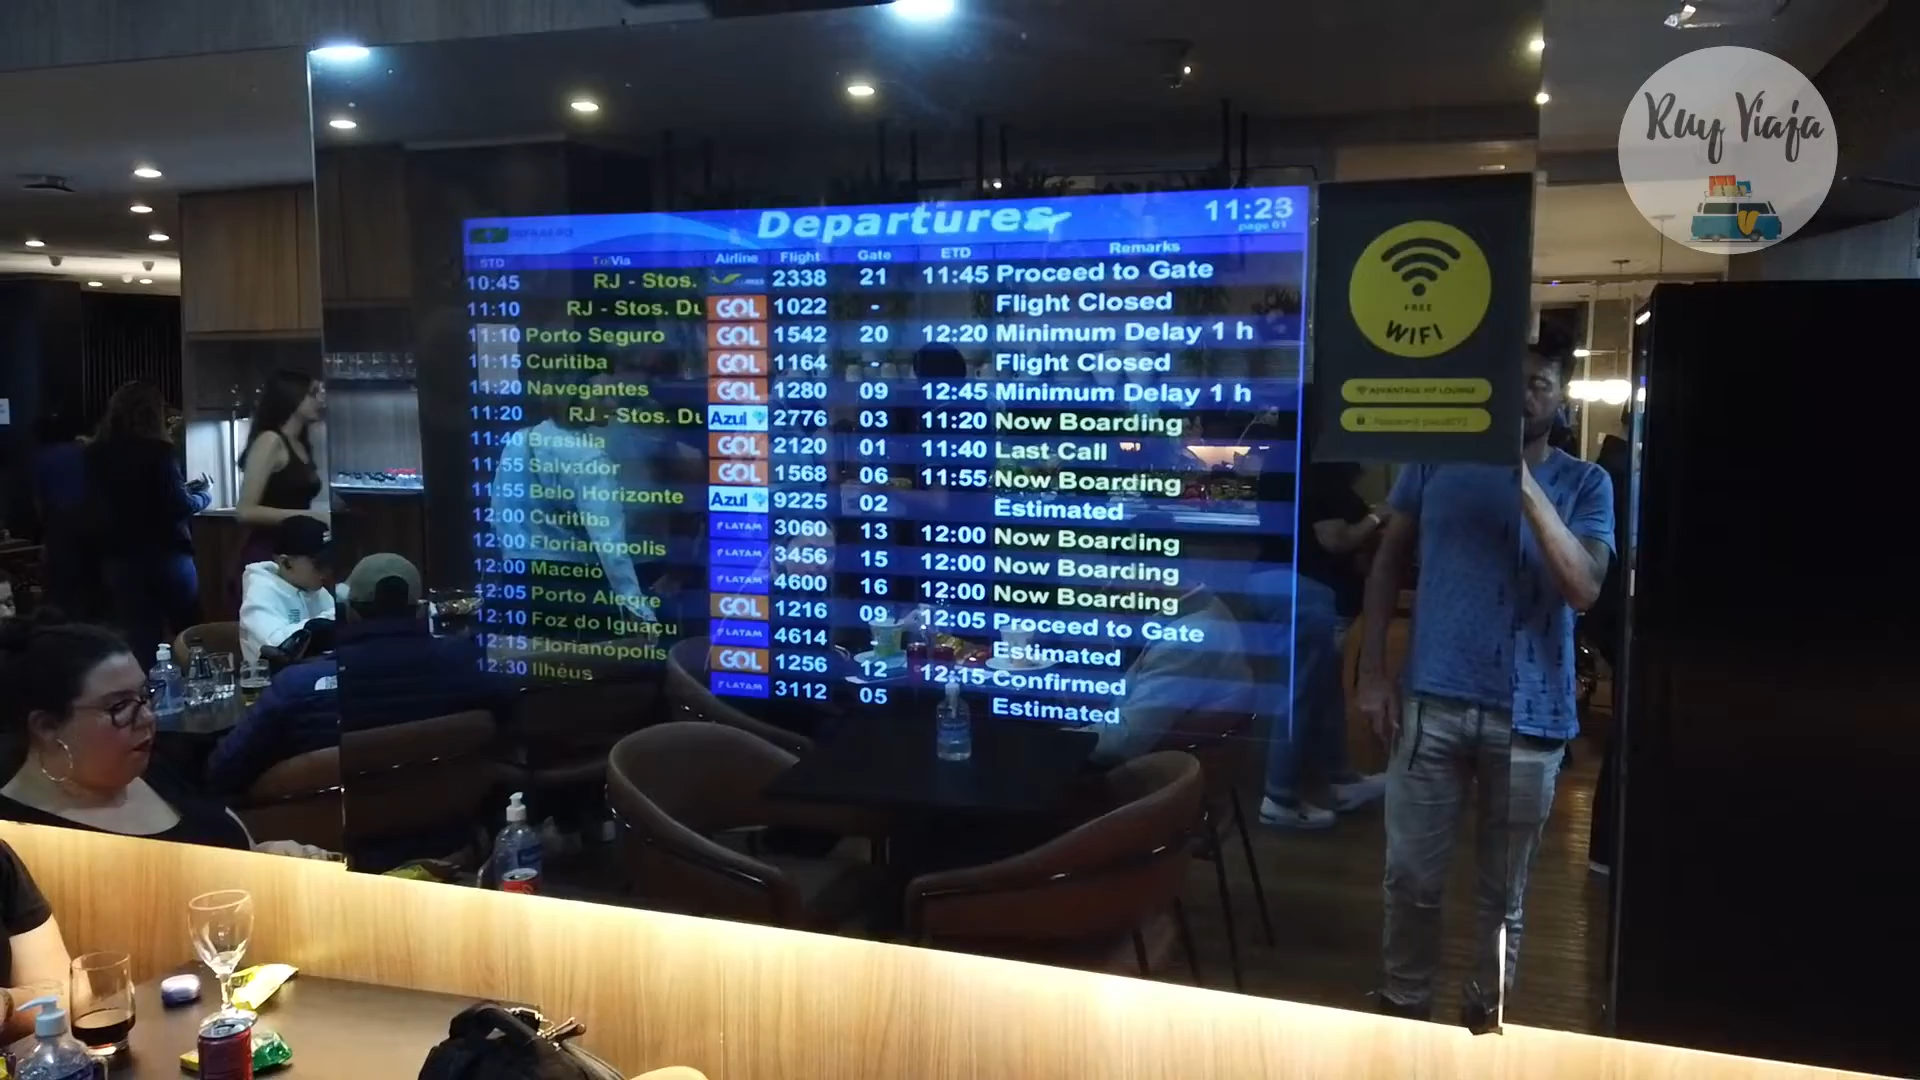 Ruy Viaja
Departures 11:23
page 01
STD To/Via Airline Flight Gate ETD Remarks
10:45 RJ - Stos. 2338 21 11:45 Proceed to Gate
11:10 RJ - Stos. Du GOL 1022 - Flight Closed
11:10 Porto Seguro GOL 1542 20 12:20 Minimum Delay 1 h
11:15 Curitiba GOL 1164 - Flight Closed
11:20 Navegantes GOL 1280 09 12:45 Minimum Delay 1 h
11:20 RJ - Stos. Du Azul 2776 03 11:20 Now Boarding
11:40 Brasília GOL 2120 01 11:40 Last Call
11:55 Salvador GOL 1568 06 11:55 Now Boarding
11:55 Belo Horizonte Azul 9225 02 Estimated
12:00 Curitiba LATAM 3060 13 12:00 Now Boarding
12:00 Florianópolis LATAM 3456 15 12:00 Now Boarding
12:00 Maceió LATAM 4600 16 12:00 Now Boarding
12:05 Porto Alegre GOL 1216 09 12:05 Proceed to Gate
12:10 Foz do Iguaçu LATAM 4614 Estimated
12:15 Florianópolis GOL 1256 12 12:15 Confirmed
12:30 Ilhéus LATAM 3112 05 Estimated
FREE
WIFI
ADVANTAGE VIP LOUNGE